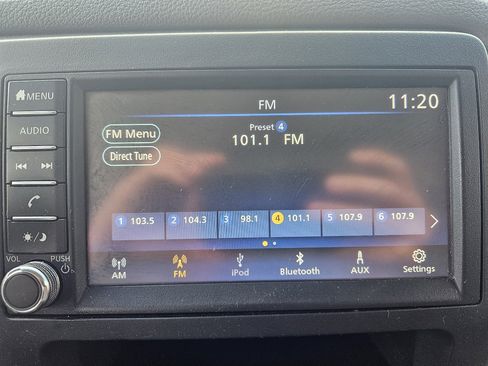 MENU
FM
11:20
AUDIO
FM Menu
Preset 4
101.1 FM
Direct Tune
1 103.5 2 104.3 3 98.1 4 101.1 5 107.9 6 107.9
VOL PUSH
AM FM iPod Bluetooth AUX Settings